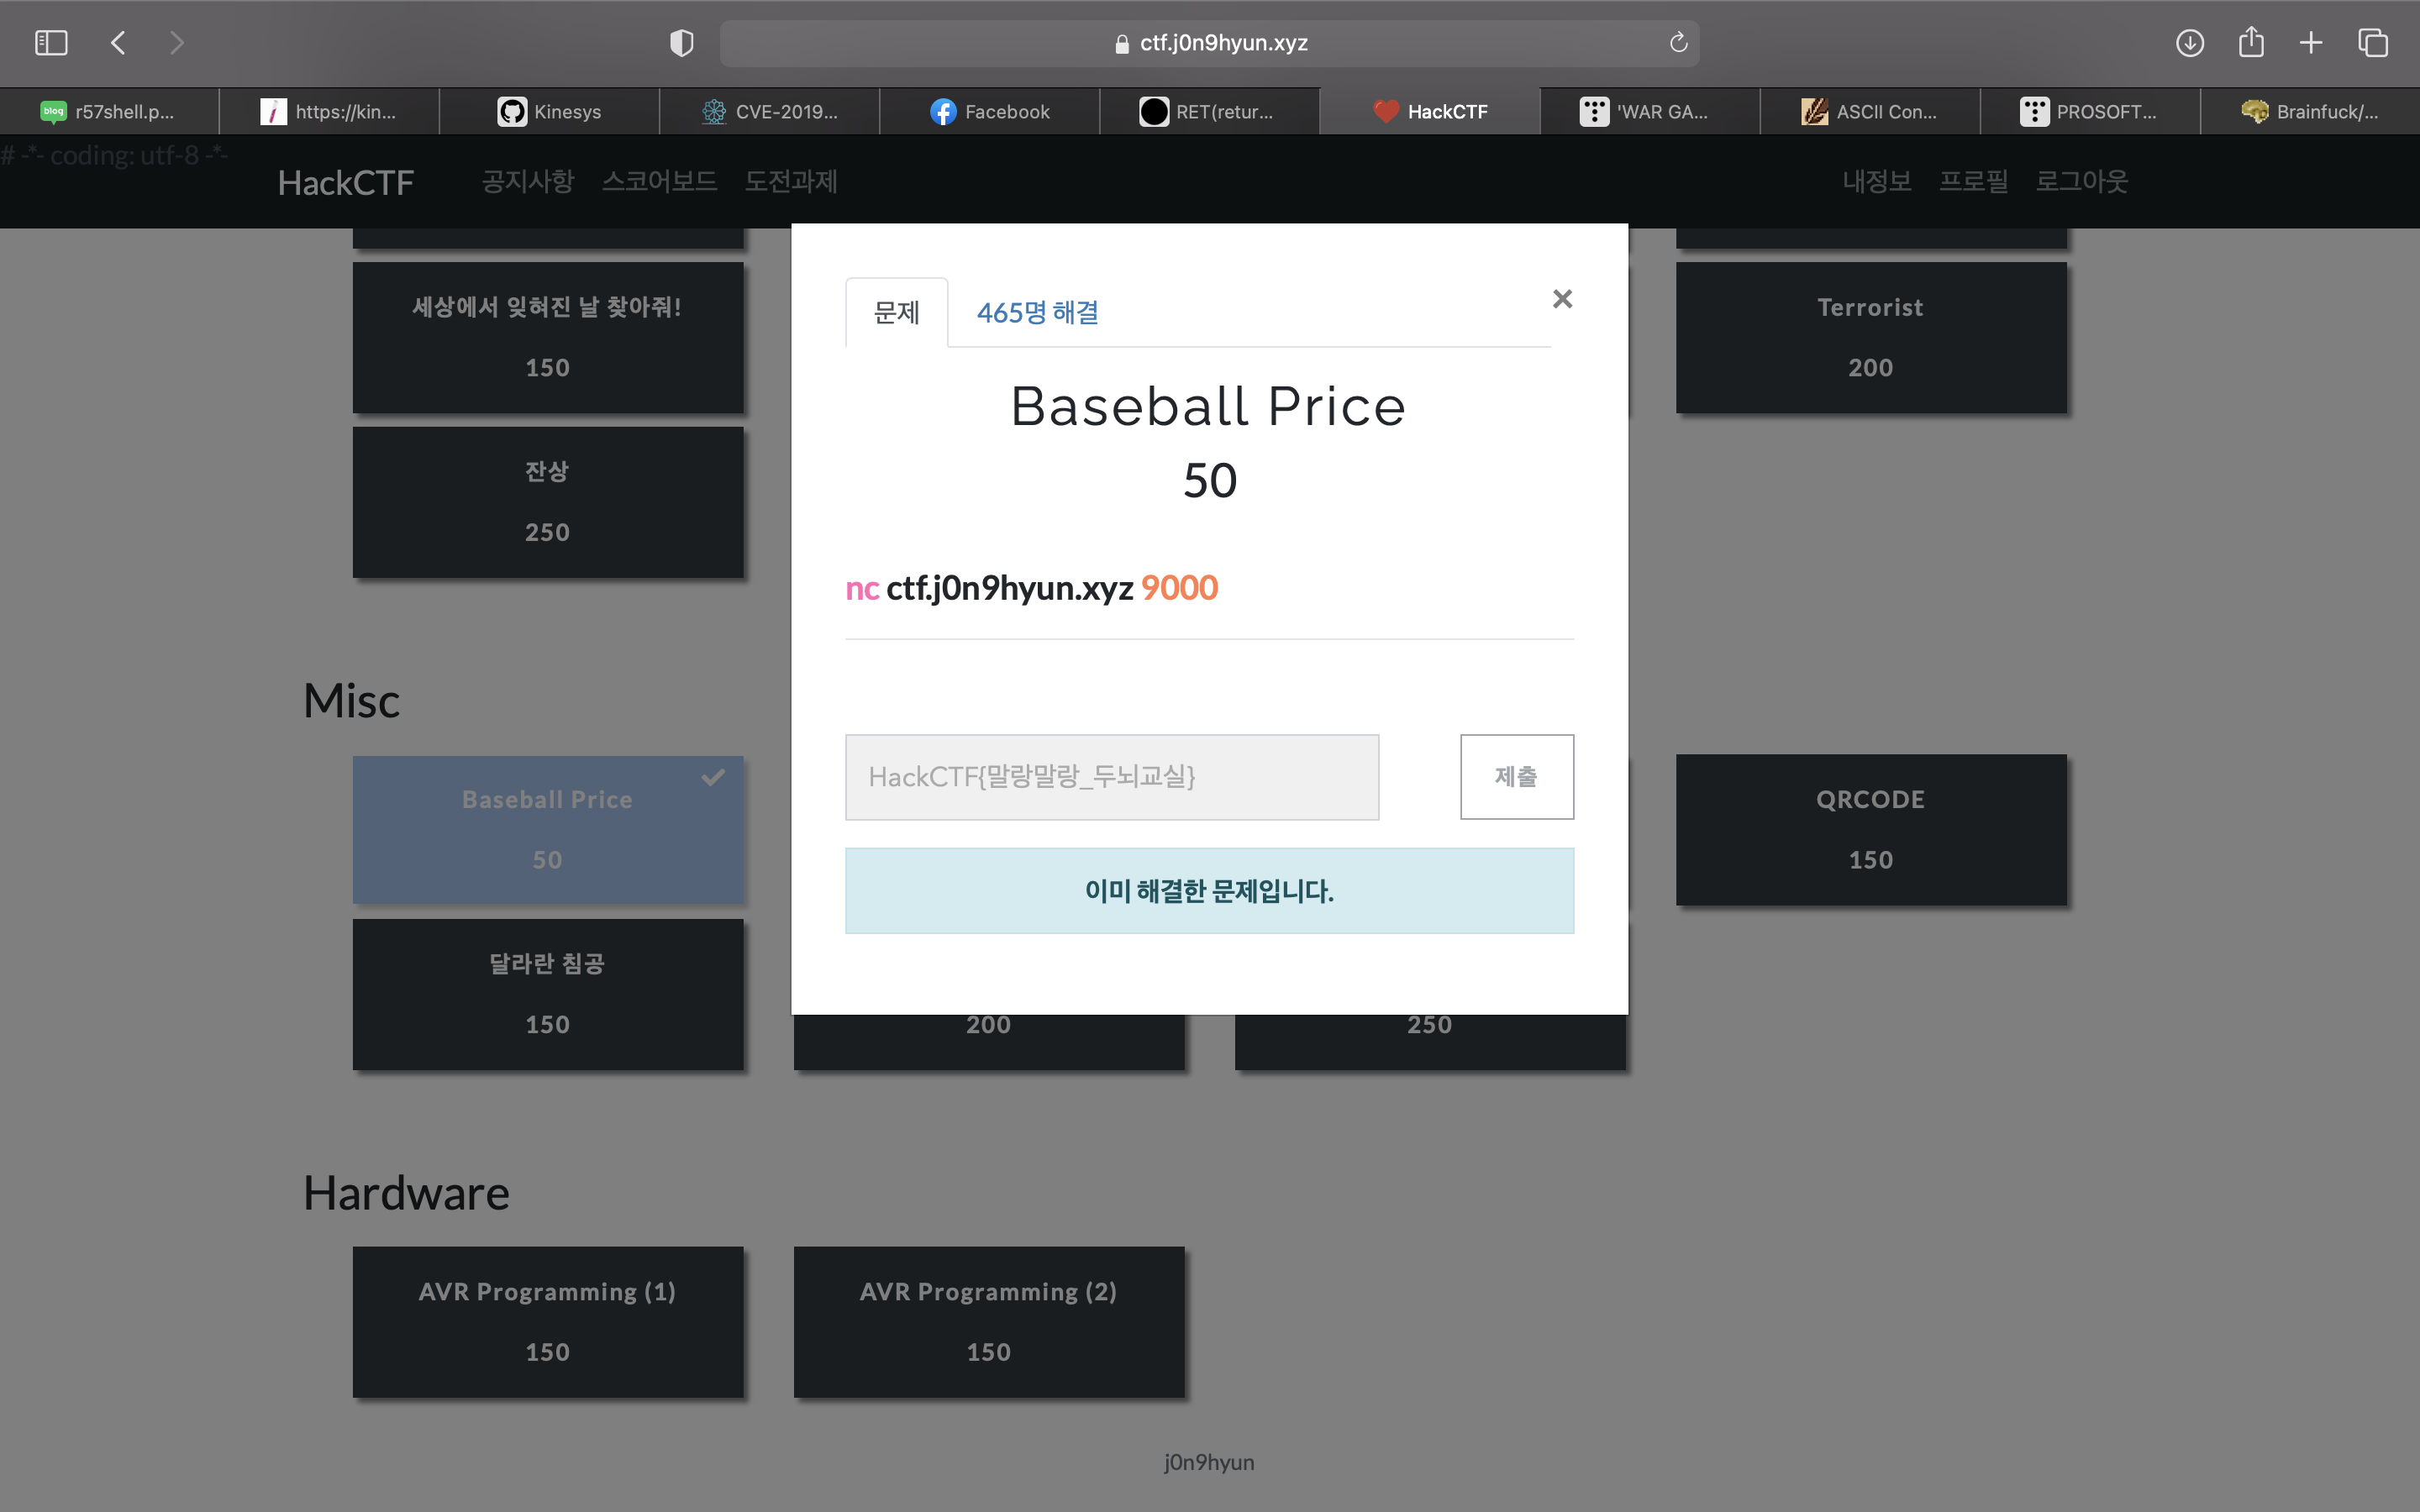 ctf.j0n9hyun.xyz
r57shell.p...
https://kin...
Kinesys
CVE-2019...
Facebook
RET(retur...
HackCTF
'WAR GA...
ASCII Con...
PROSOFT...
Brainfuck/...
# -*- coding: utf-8 -*-
HackCTF 공지사항 스코어보드 도전과제 내정보 프로필 로그아웃
문제 465명 해결 ×
Baseball Price
50
nc ctf.j0n9hyun.xyz 9000
HackCTF{말랑말랑_두뇌교실} 제출
이미 해결한 문제입니다.
세상에서 잊혀진 날 찾아줘!
150
Terrorist
200
잔상
250
Misc
Baseball Price
50
QRCODE
150
달라란 침공
150
200
250
Hardware
AVR Programming (1)
150
AVR Programming (2)
150
j0n9hyun